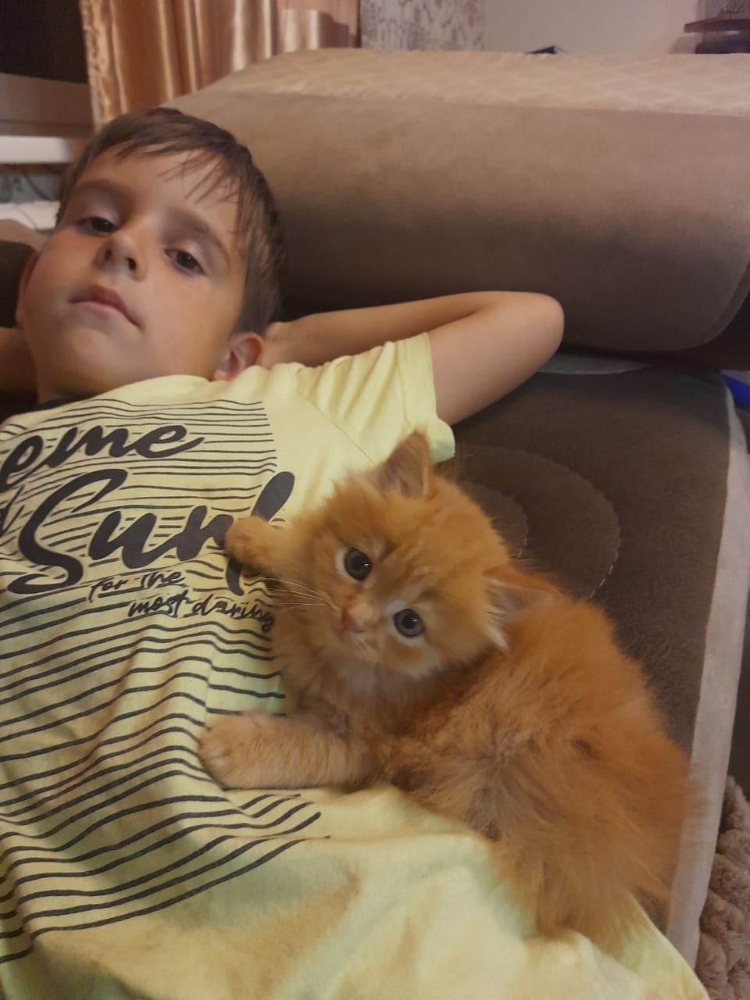 eme
Surf
for the
most daring